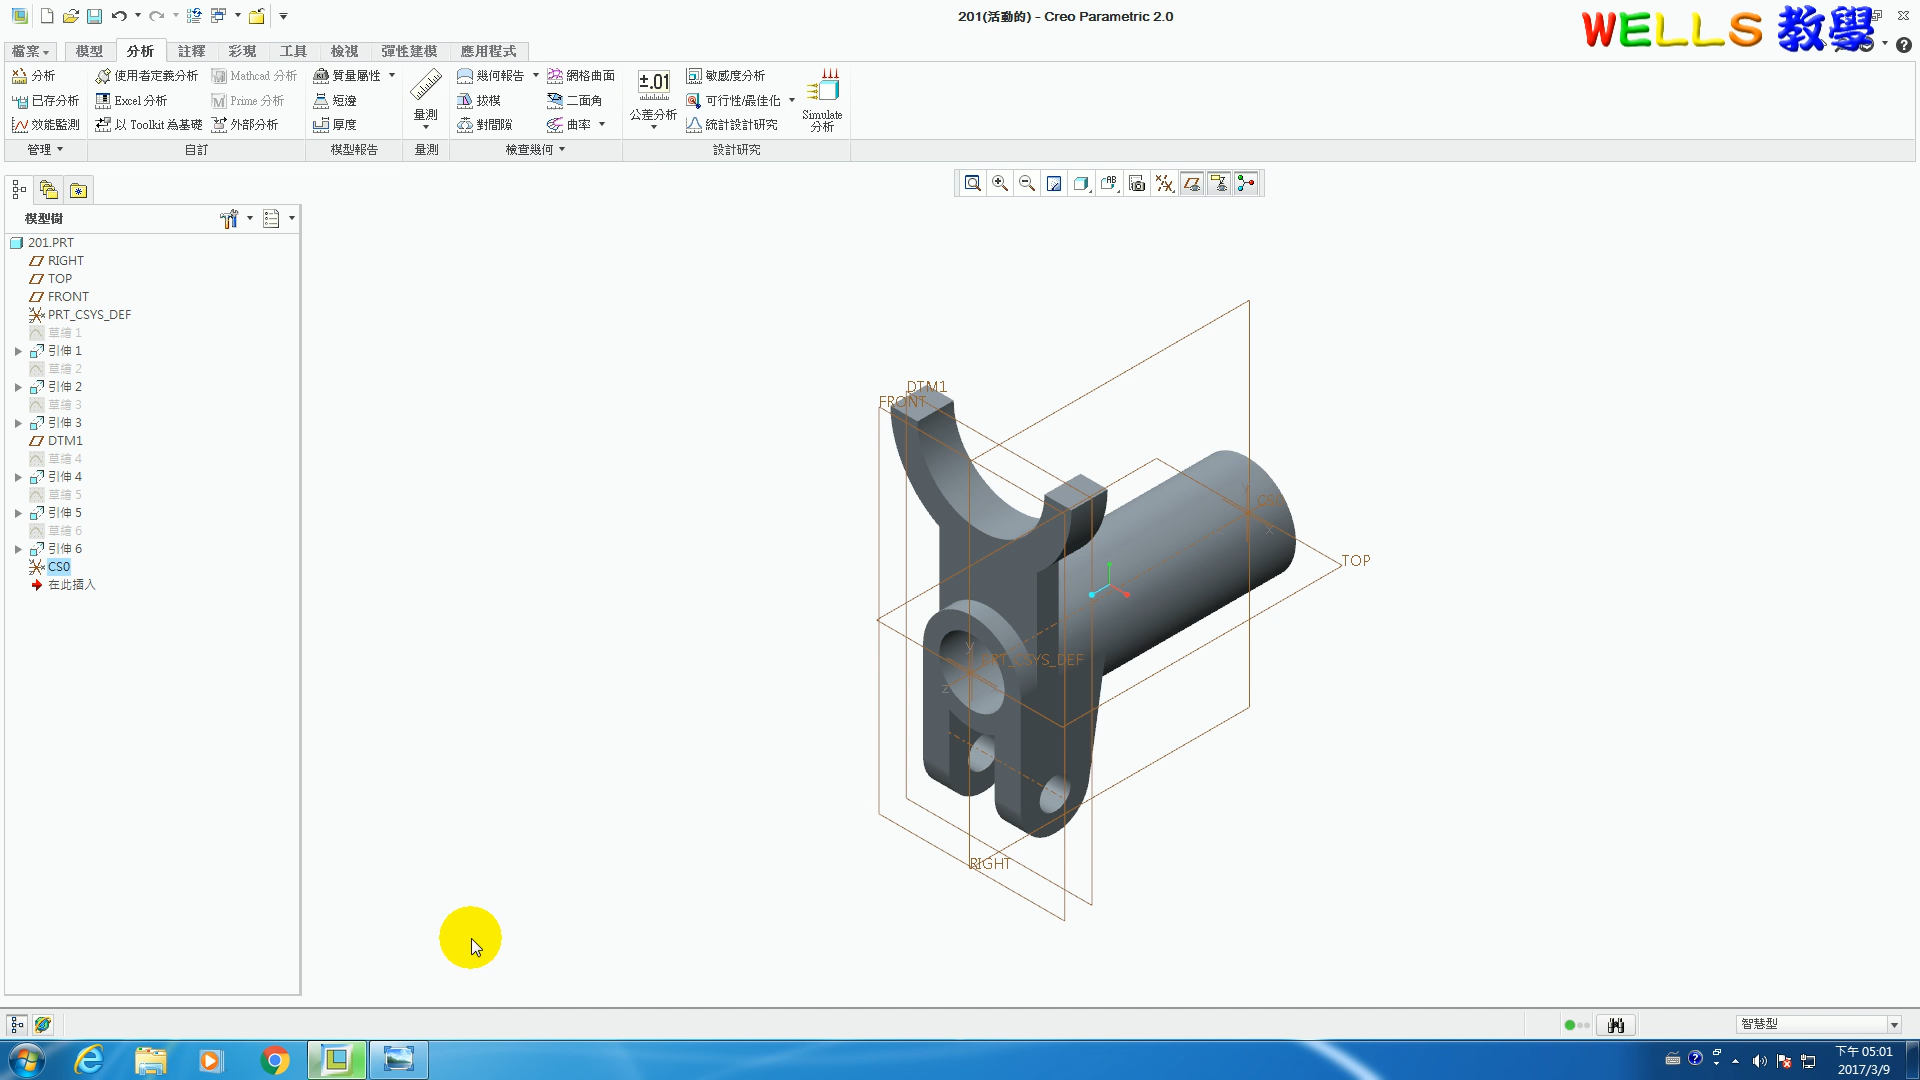 201(活動的) - Creo Parametric 2.0
WELLS 教學
檔案 模型 分析 註釋 彩現 工具 檢視 彈性建模 應用程式
分析 使用者定義分析 Mathcad 分析 質量屬性 幾何報告 網格曲面 敏感度分析
已存分析 Excel 分析 Prime 分析 短邊 拔模 二面角 可行性/最佳化
效能監測 以 Toolkit 為基礎 外部分析 厚度 對間隙 曲率 統計設計研究
量測 ±.01 公差分析 Simulate
分析
管理 自訂 模型報告 量測 檢查幾何 設計研究
模型樹
201.PRT
RIGHT
TOP
FRONT
PRT_CSYS_DEF
草繪 1
引伸 1
草繪 2
引伸 2
草繪 3
引伸 3
DTM1
草繪 4
引伸 4
草繪 5
引伸 5
草繪 6
引伸 6
CS0
在此插入
DTM1
FRONT
CS0
X
TOP
Y
PRT_CSYS_DEF
Z
RIGHT
智慧型
下午 05:01
2017/3/9